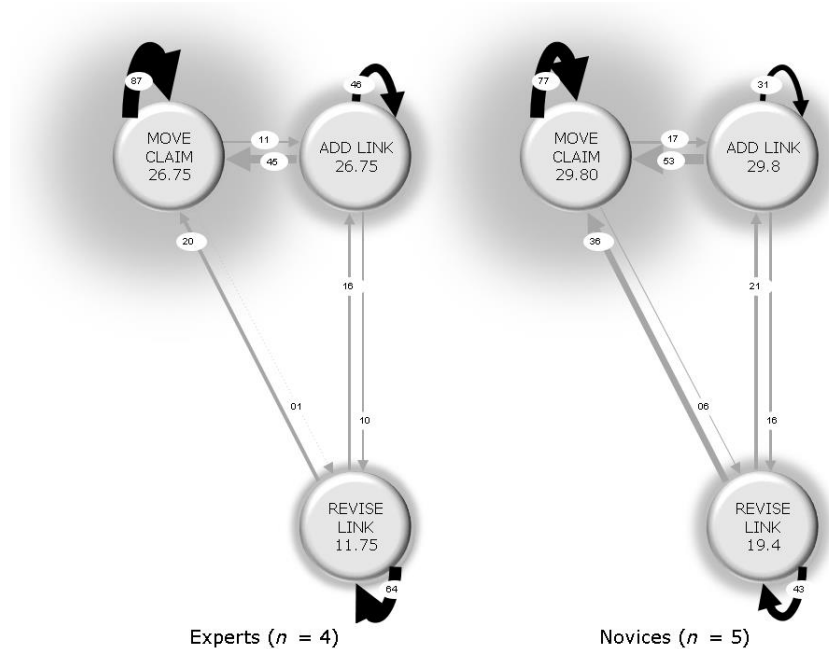 87
46
MOVE
CLAIM
26.75
11
45
ADD LINK
26.75
20
16
01
10
REVISE
LINK
11.75
64
Experts (n = 4)
77
31
MOVE
CLAIM
29.80
17
53
ADD LINK
29.8
36
21
06
16
REVISE
LINK
19.4
43
Novices (n = 5)